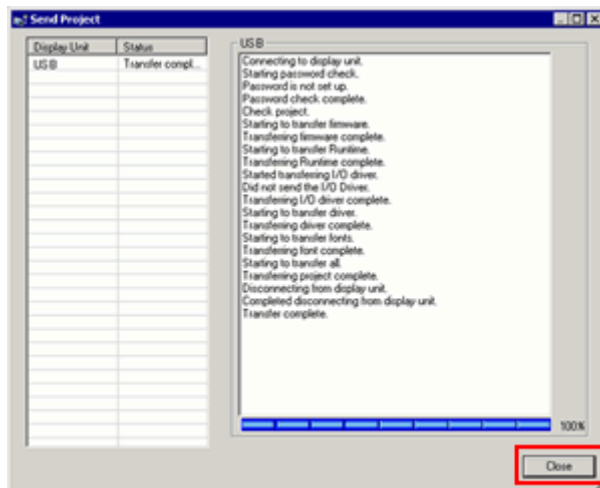 Send Project
Display Unit Status
USB Transfer compl...
USB
Connecting to display unit.
Starting password check.
Password is not set up.
Password check complete.
Check project.
Starting to transfer firmware.
Transferring firmware complete.
Starting to transfer Runtime.
Transferring Runtime complete.
Started transferring I/O driver.
Did not send the I/O Driver.
Transferring I/O driver complete.
Starting to transfer driver.
Transferring driver complete.
Starting to transfer fonts.
Transferring font complete.
Starting to transfer all.
Transferring project complete.
Disconnecting from display unit.
Completed disconnecting from display unit.
Transfer complete.
100%
Close